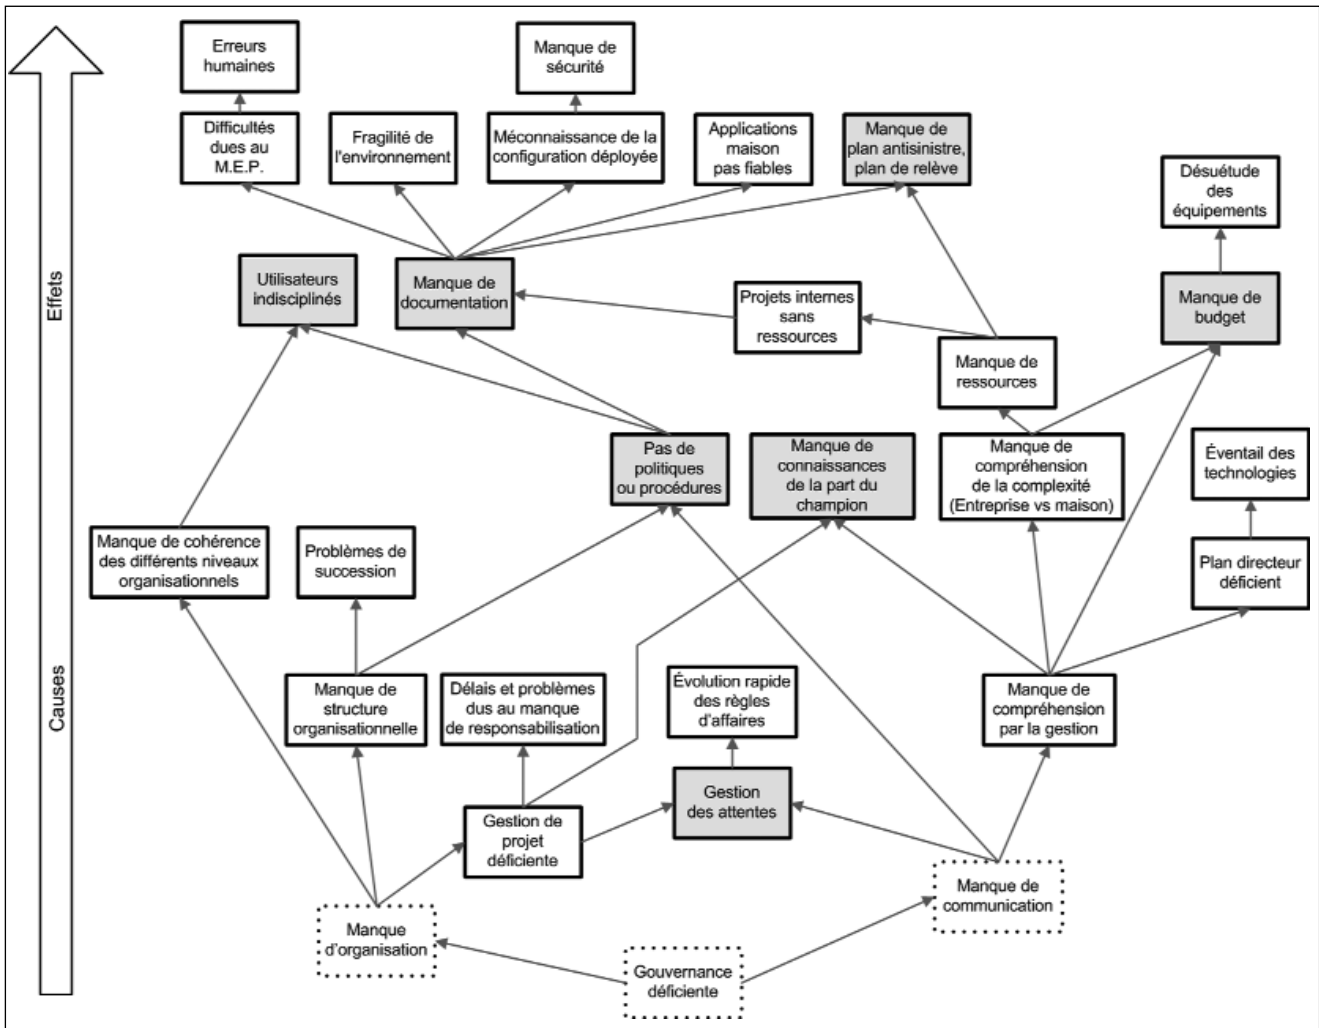 Erreurs
humaines
Manque de
sécurité
Difficultés
dues au
M.E.P.
Fragilité de
l'environnement
Méconnaissance de la
configuration déployée
Applications
maison
pas fiables
Manque de
plan antisinistre,
plan de relève
Désuétude
des
équipements
Effets
Utilisateurs
indisciplinés
Manque de
documentation
Projets internes
sans
ressources
Manque de
budget
Manque de
ressources
Pas de
politiques
ou procédures
Manque de
connaissances
de la part du
champion
Manque de
compréhension
de la complexité
(Entreprise vs maison)
Éventail des
technologies
Manque de cohérence
des différents niveaux
organisationnels
Problèmes de
succession
Plan directeur
déficient
Causes
Manque de
structure
organisationnelle
Délais et problèmes
dus au manque
de responsabilisation
Évolution rapide
des règles
d'affaires
Manque de
compréhension
par la gestion
Gestion de
projet
déficiente
Gestion
des attentes
Manque
d'organisation
Manque de
communication
Gouvernance
déficiente